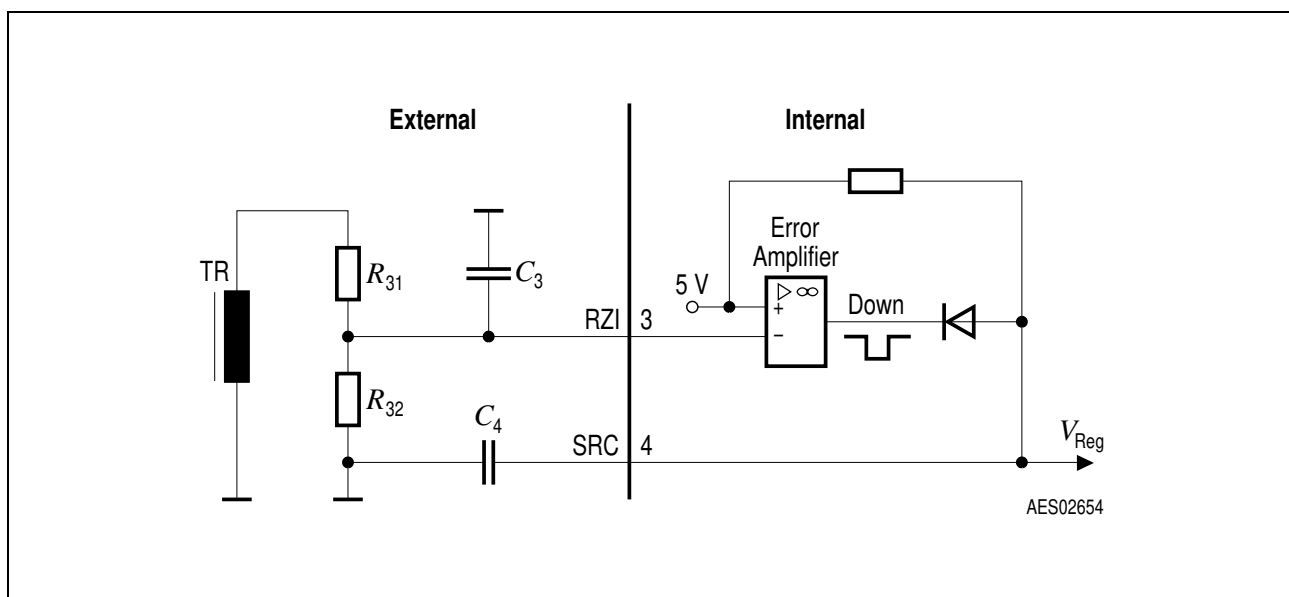 External
Internal
TR
R31
C3
RZI
3
R32
C4
SRC
4
5 V
Error
Amplifier
▷ ∞
+
−
Down
VReg
AES02654